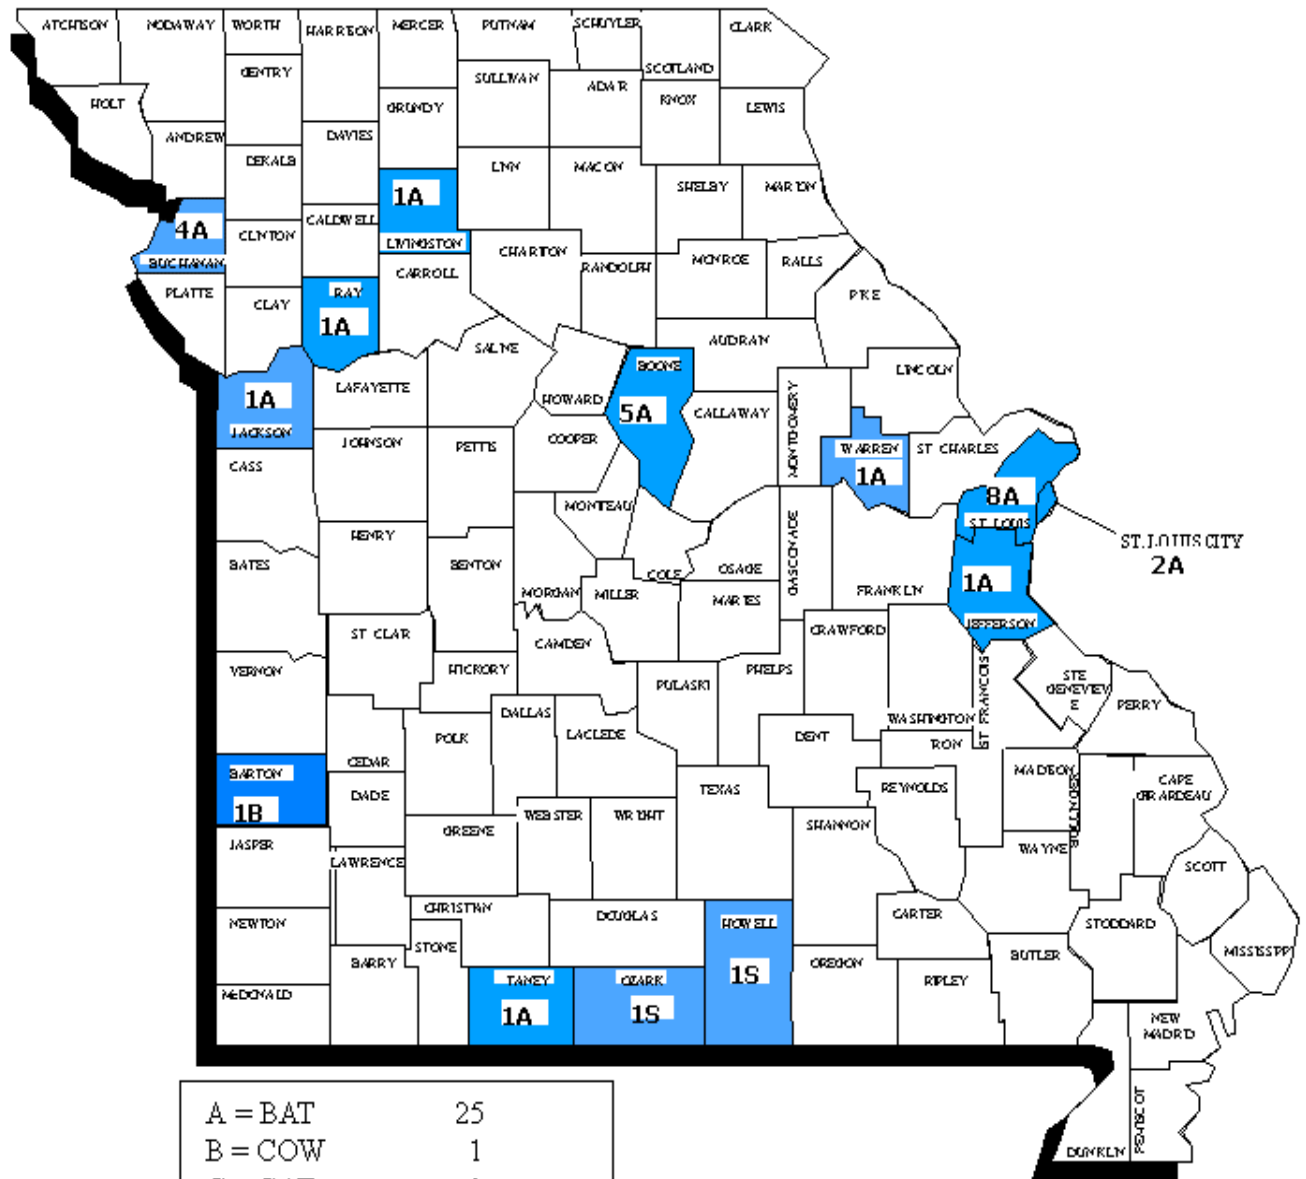 ATCHISON
NODAWAY
WORTH
HARRISON
MERCER
PUTNAM
SCHUYLER
SCOTLAND
CLARK
GENTRY
SULLIVAN
ADAIR
KNOX
LEWIS
HOLT
GRUNDY
ANDREW
DAVIES
DEKALB
LINN
MACON
SHELBY
MARION
1A
LIVINGSTON
CALDWELL
4A
BUCHANAN
CLINTON
CHARITON
RANDOLPH
MONROE
RALLS
CARROLL
PLATTE
CLAY
RAY
1A
PIKE
AUDRAIN
SALINE
BOONE
5A
LINCOLN
LAFAYETTE
HOWARD
1A
JACKSON
CALLAWAY
MONTGOMERY
JOHNSON
PETTIS
COOPER
WARREN
1A
ST CHARLES
CASS
8A
ST. LOUIS
MONTEAU
HENRY
GASCONADE
ST. LOUIS CITY
2A
BATES
BENTON
COLE
OSAGE
1A
JEFFERSON
MORGAN
MILLER
MARIES
FRANKLIN
ST CLAIR
CAMDEN
CRAWFORD
VERNON
HICKORY
PULASKI
PHELPS
ST FRANCOIS
STE
GENEVIEV
E
PERRY
DALLAS
WASHINGTON
POLK
LACLEDE
DENT
IRON
CEDAR
BARTON
1B
MADISON
CAPE
GIRARDEAU
DADE
TEXAS
REYNOLDS
BOLLINGER
WEBSTER
WRIGHT
GREENE
SHANNON
JASPER
LAWRENCE
WAYNE
SCOTT
CHRISTIAN
DOUGLAS
HOWELL
1S
CARTER
STODDARD
NEWTON
STONE
MISSISSIPPI
BARRY
OREGON
BUTLER
TANEY
1A
OZARK
1S
RIPLEY
McDONALD
NEW
MADRID
PEMISCOT
DUNKLIN
A = BAT 25
B = COW 1